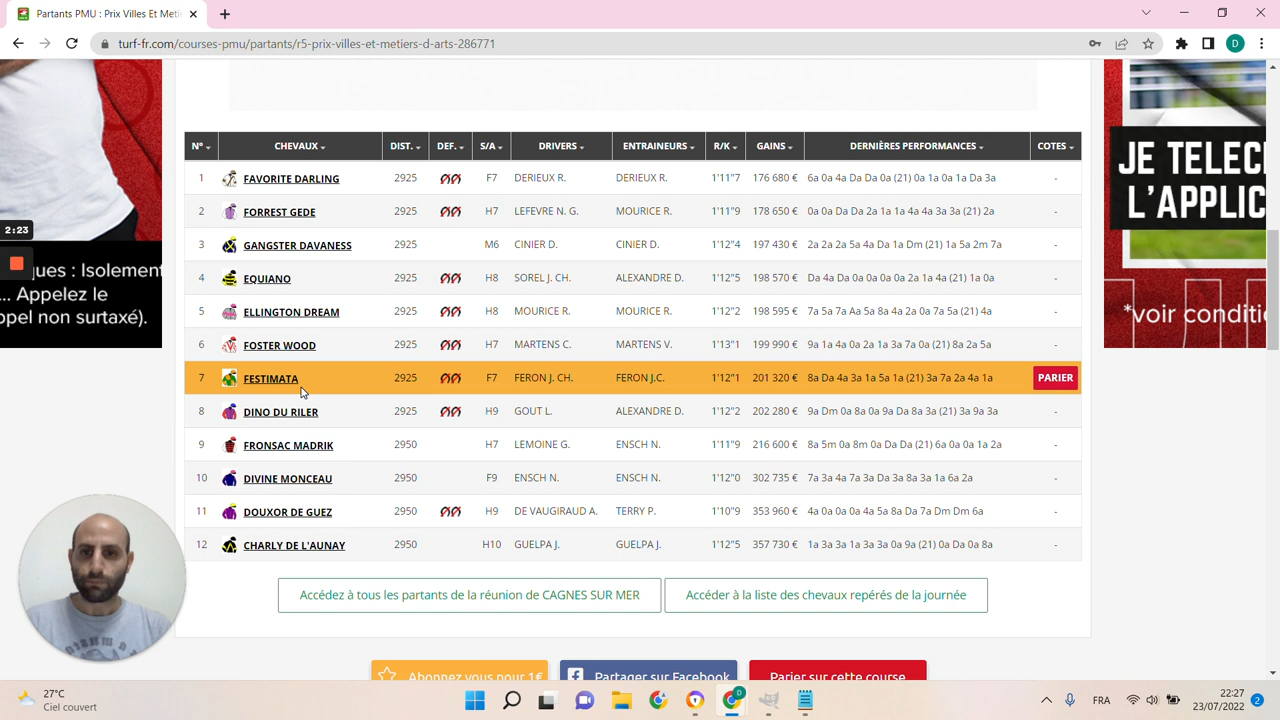 Partants PMU : Prix Villes Et Meti
turf-fr.com/courses-pmu/partants/r5-prix-villes-et-metiers-d-arts-286771
D
N° CHEVAUX DIST. DEF. S/A DRIVERS ENTRAINEURS R/K GAINS DERNIÈRES PERFORMANCES COTES
1 FAVORITE DARLING 2925 F7 DERIEUX R. DERIEUX R. 1'11"7 176 680 € 6a 0a 4a Da Da 0a (21) 0a 1a 0a 1a Da 3a -
2 FORREST GEDE 2925 H7 LEFEVRE N. G. MOURICE R. 1'11"9 178 650 € 0a 0a Da Da 2a 1a 1a 4a 4a 3a 3a (21) 2a -
3 GANGSTER DAVANESS 2925 M6 CINIER D. CINIER D. 1'12"4 197 430 € 2a 2a 2a 5a 4a Da 1a Dm (21) 1a 5a 2m 7a -
4 EQUIANO 2925 H8 SOREL J. CH. ALEXANDRE D. 1'12"5 198 570 € Da 4a Da 0a 0a 0a 0a 2a 1a 4a (21) 1a 0a -
5 ELLINGTON DREAM 2925 H8 MOURICE R. MOURICE R. 1'12"2 198 595 € 7a 5a 7a Aa 5a 8a 4a 2a 0a 7a 5a (21) 4a -
6 FOSTER WOOD 2925 H7 MARTENS C. MARTENS V. 1'13"1 199 990 € 9a 1a 4a 0a 2a 1a 3a 7a 0a (21) 8a 2a 5a -
7 FESTIMATA 2925 F7 FERON J. CH. FERON J.C. 1'12"1 201 320 € 8a Da 4a 3a 1a 5a 1a (21) 3a 7a 2a 4a 1a PARIER
8 DINO DU RILER 2925 H9 GOUT L. ALEXANDRE D. 1'12"2 202 280 € 9a Dm 0a 8a 0a 9a Da 8a 3a (21) 3a 9a 3a -
9 FRONSAC MADRIK 2950 H7 LEMOINE G. ENSCH N. 1'11"9 216 600 € 8a 5m 0a 8m 0a Da Da (21) 6a 0a 0a 1a 2a -
10 DIVINE MONCEAU 2950 F9 ENSCH N. ENSCH N. 1'12"0 302 735 € 7a 3a 4a 7a 3a Da 3a 8a 3a 1a 6a 2a -
11 DOUXOR DE GUEZ 2950 H9 DE VAUGIRAUD A. TERRY P. 1'10"9 353 960 € 4a 0a 0a 0a 4a 5a 8a Da 7a Dm Dm 6a -
12 CHARLY DE L'AUNAY 2950 H10 GUELPA J. GUELPA J. 1'12"5 357 730 € 1a 3a 3a 1a 3a 3a 0a 9a (21) 0a Da 0a 8a -
2:23
ques : Isolement
... Appelez le
ppel non surtaxé).
JE TELEC
L'APPLIC
*voir conditi
Accédez à tous les partants de la réunion de CAGNES SUR MER
Accéder à la liste des chevaux repérés de la journée
Abonnez vous pour 1€
Partager sur Facebook
Parier sur cette course
27°C
Ciel couvert
D
FRA
22:27
23/07/2022
2